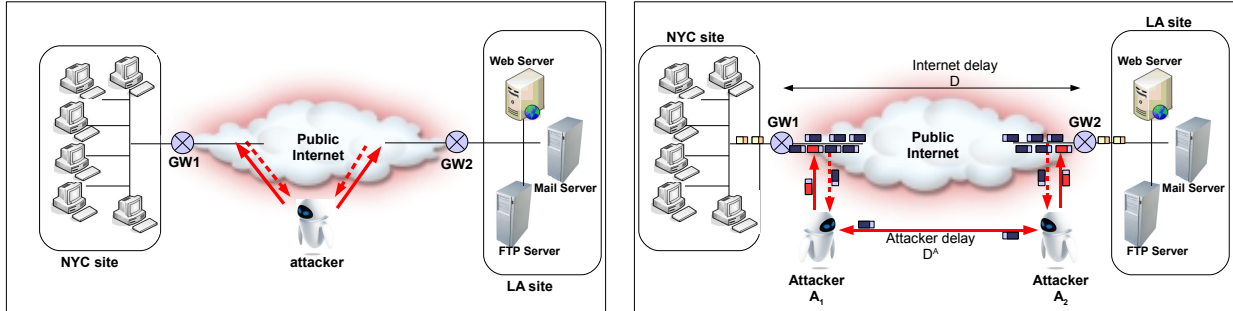 Web Server
Public
Internet
GW1
GW2
Mail Server
FTP Server
attacker
NYC site
LA site
LA site
NYC site
Internet delay
D
Web Server
GW1
GW2
Public
Internet
Mail Server
Attacker delay
Dᴬ
FTP Server
Attacker
A₁
Attacker
A₂